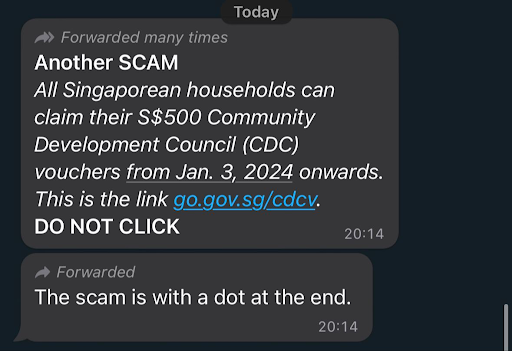 Today
Forwarded many times
Another SCAM
All Singaporean households can
claim their S$500 Community
Development Council (CDC)
vouchers from Jan. 3, 2024 onwards.
This is the link go.gov.sg/cdcv.
DO NOT CLICK
20:14
Forwarded
The scam is with a dot at the end.
20:14